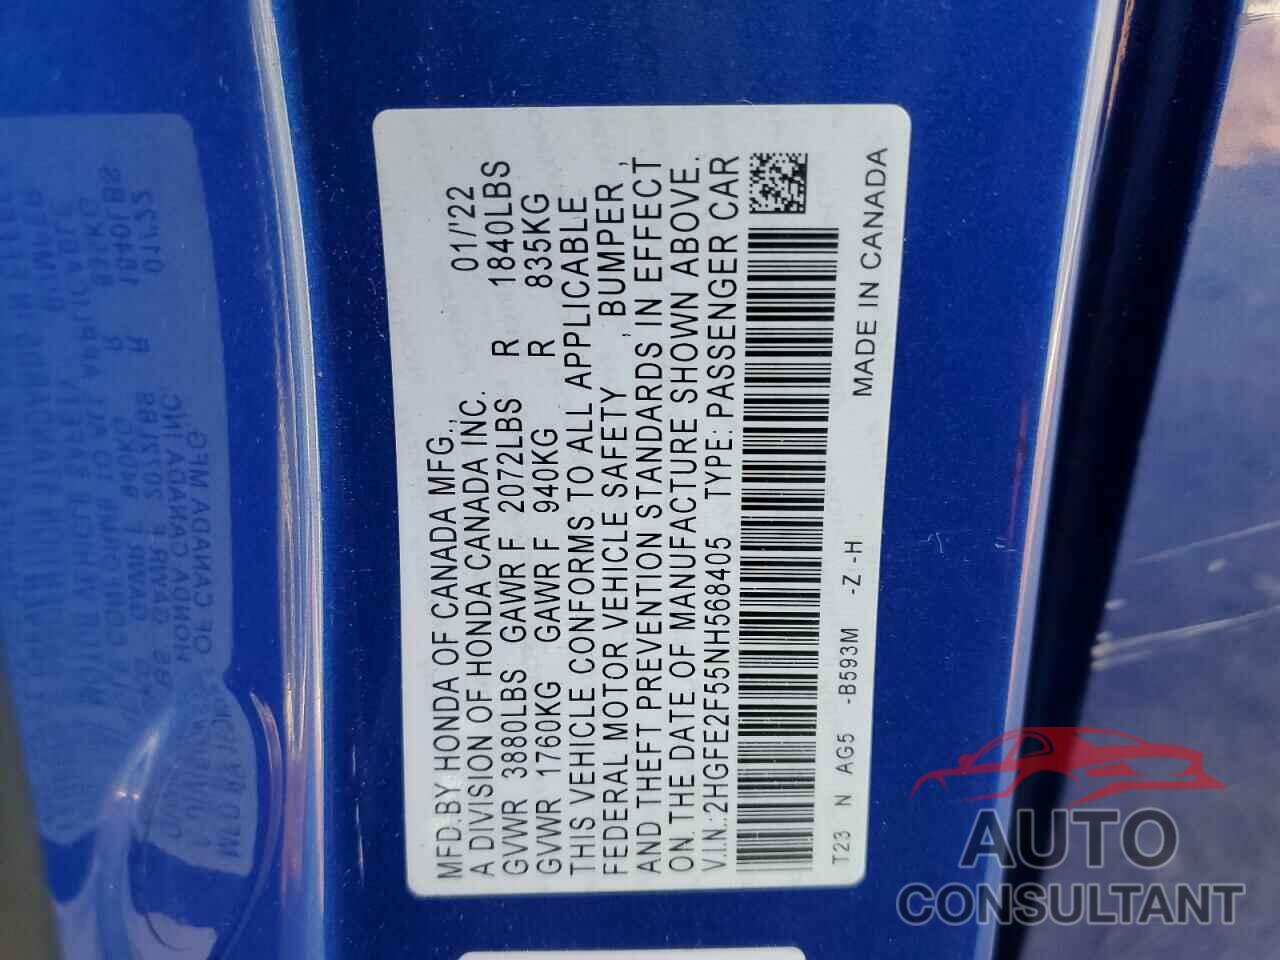 MFD.BY HONDA OF CANADA MFG.,
A DIVISION OF HONDA CANADA INC. 01/'22
GVWR 3880LBS GAWR F 2072LBS R 1840LBS
GVWR 1760KG GAWR F 940KG R 835KG
THIS VEHICLE CONFORMS TO ALL APPLICABLE
FEDERAL MOTOR VEHICLE SAFETY , BUMPER ,
AND THEFT PREVENTION STANDARDS IN EFFECT
ON THE DATE OF MANUFACTURE SHOWN ABOVE.
V.I.N.:2HGFE2F55NH568405 TYPE: PASSENGER CAR
T23 N AG5 -B593M -Z -H
MADE IN CANADA
AUTO
CONSULTANT